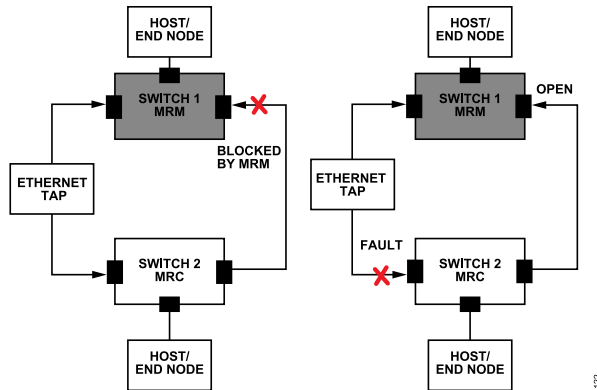 HOST/
END NODE
SWITCH 1
MRM
BLOCKED
BY MRM
ETHERNET
TAP
SWITCH 2
MRC
HOST/
END NODE
HOST/
END NODE
SWITCH 1
MRM
OPEN
ETHERNET
TAP
FAULT
SWITCH 2
MRC
HOST/
END NODE